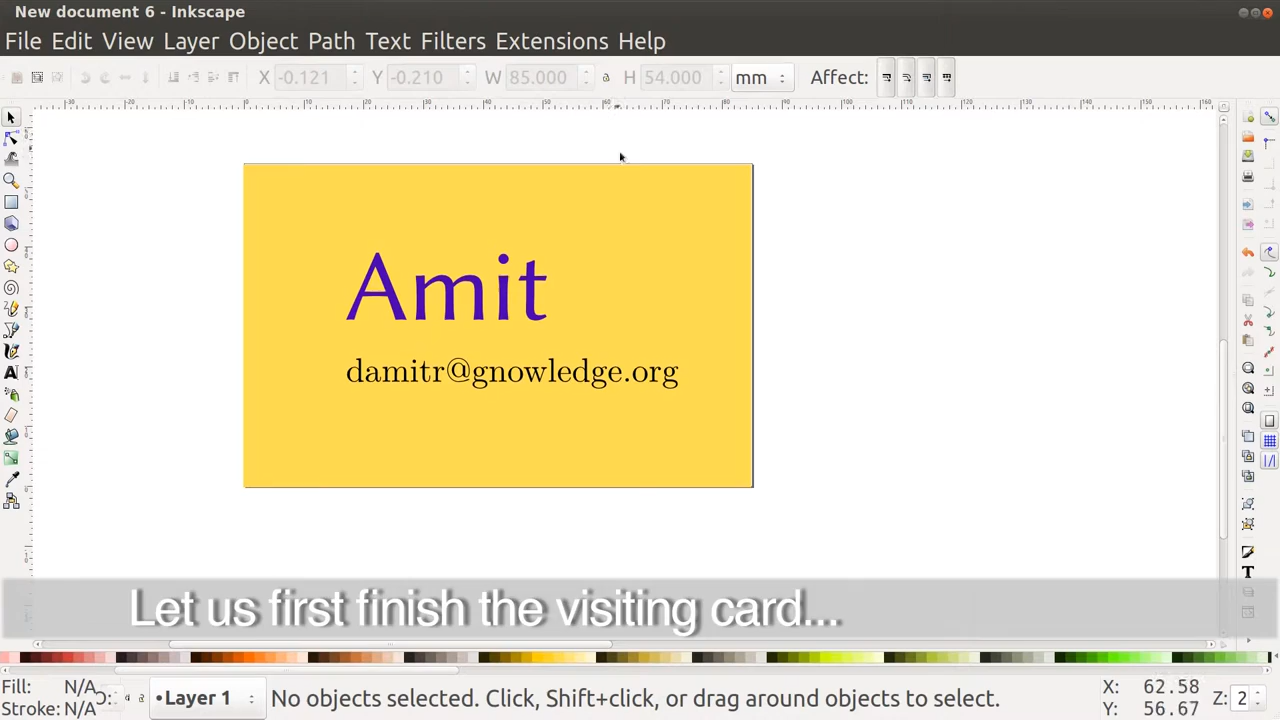 New document 6 - Inkscape
File Edit View Layer Object Path Text Filters Extensions Help
X -0.121 Y -0.210 W 85.000 H 54.000 mm Affect:
Amit
damitr@gnowledge.org
Let us first finish the visiting card...
Fill: N/A
Stroke: N/A
O:
•Layer 1
No objects selected. Click, Shift+click, or drag around objects to select.
X: 62.58
Y: 56.67
Z: 2